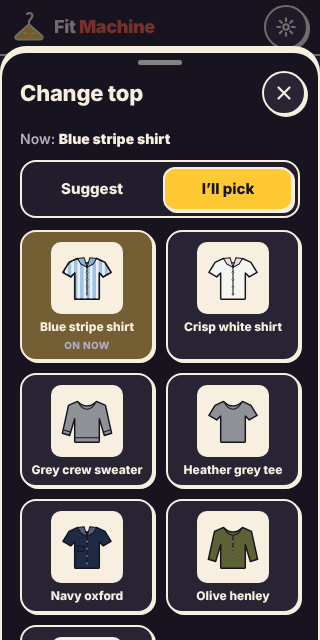 Fit Machine
Change top
Now: Blue stripe shirt
Suggest
I'll pick
Blue stripe shirt
ON NOW
Crisp white shirt
Grey crew sweater
Heather grey tee
Navy oxford
Olive henley